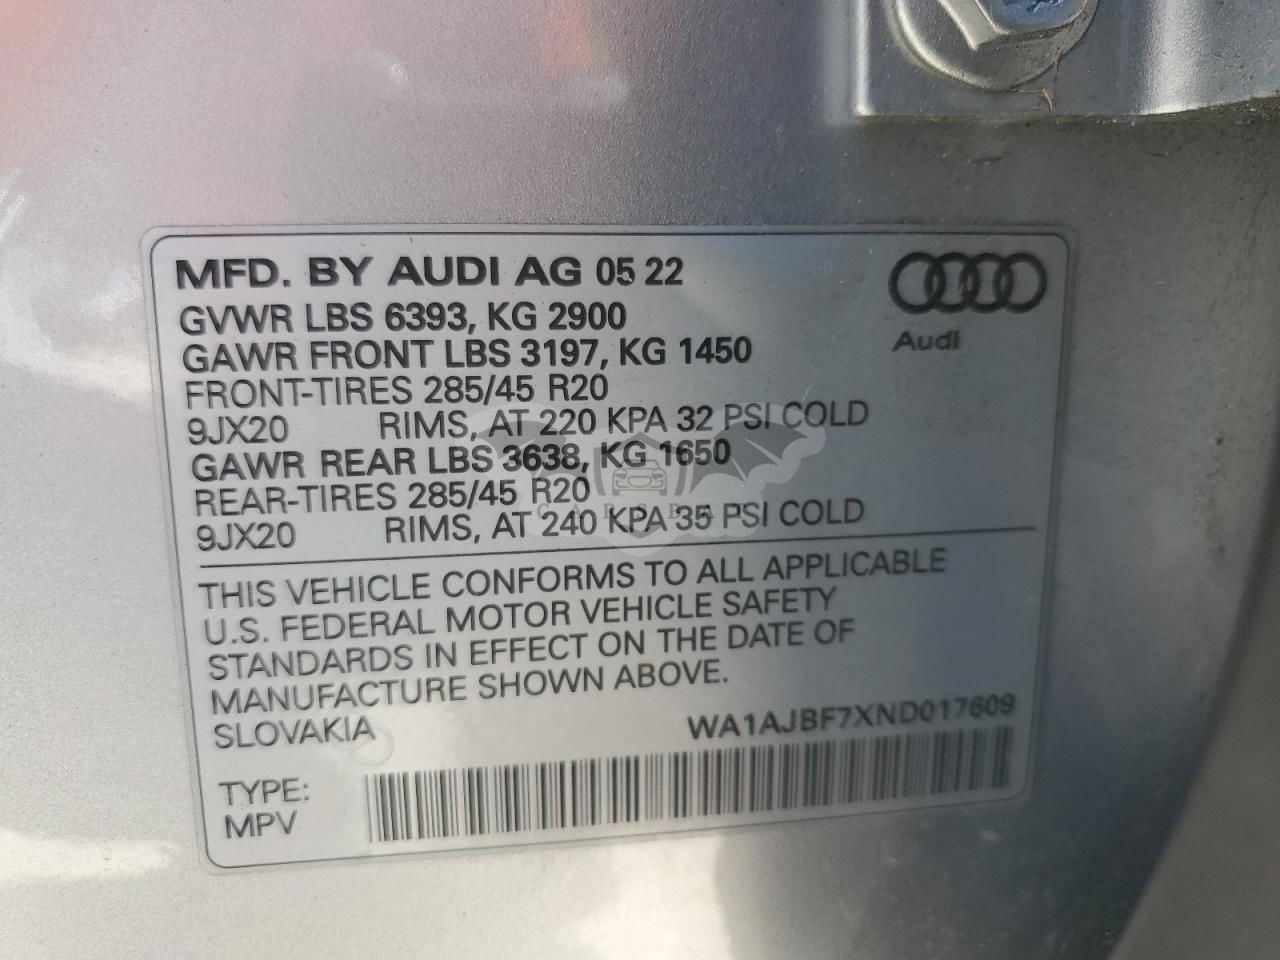 MFD. BY AUDI AG 05 22
GVWR LBS 6393, KG 2900
Audi
GAWR FRONT LBS 3197, KG 1450
FRONT-TIRES 285/45 R20
9JX20 RIMS, AT 220 KPA 32 PSI COLD
GAWR REAR LBS 3638, KG 1650
REAR-TIRES 285/45 R20
9JX20 RIMS, AT 240 KPA 35 PSI COLD
THIS VEHICLE CONFORMS TO ALL APPLICABLE
U.S. FEDERAL MOTOR VEHICLE SAFETY
STANDARDS IN EFFECT ON THE DATE OF
MANUFACTURE SHOWN ABOVE.
SLOVAKIA
WA1AJBF7XND017609
TYPE:
MPV